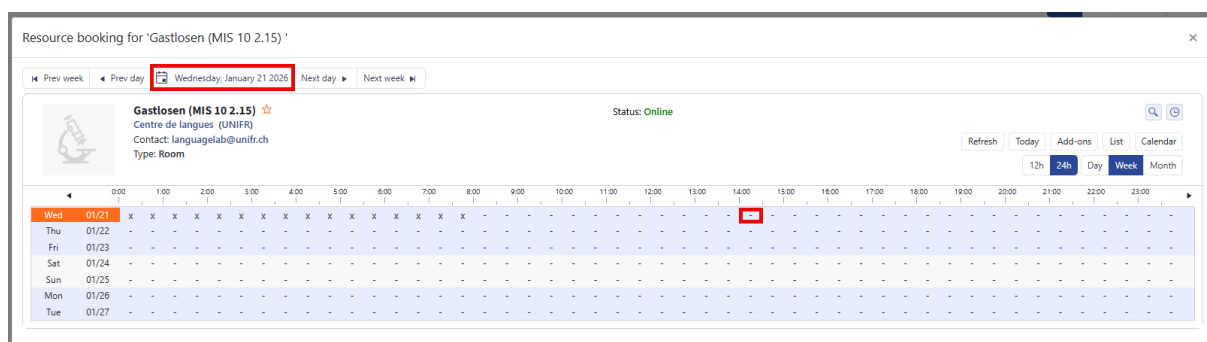 Resource booking for 'Gastlosen (MIS 10 2.15) '
Prev week Prev day Wednesday, January 21 2026 Next day Next week
Gastlosen (MIS 10 2.15)
Status: Online
Centre de langues (UNIFR)
Contact: languagelab@unifr.ch
Type: Room
Refresh Today Add-ons List Calendar
12h 24h Day Week Month
0:00 1:00 2:00 3:00 4:00 5:00 6:00 7:00 8:00 9:00 10:00 11:00 12:00 13:00 14:00 15:00 16:00 17:00 18:00 19:00 20:00 21:00 22:00 23:00
Wed 01/21 x x x x x x x x x x x x x x x x - - - - - - - - - - - - - - - - - - - - - - - - - - - - - - - -
Thu 01/22 - - - - - - - - - - - - - - - - - - - - - - - - - - - - - - - - - - - - - - - - - - - - - - - -
Fri 01/23 - - - - - - - - - - - - - - - - - - - - - - - - - - - - - - - - - - - - - - - - - - - - - - - -
Sat 01/24 - - - - - - - - - - - - - - - - - - - - - - - - - - - - - - - - - - - - - - - - - - - - - - - -
Sun 01/25 - - - - - - - - - - - - - - - - - - - - - - - - - - - - - - - - - - - - - - - - - - - - - - - -
Mon 01/26 - - - - - - - - - - - - - - - - - - - - - - - - - - - - - - - - - - - - - - - - - - - - - - - -
Tue 01/27 - - - - - - - - - - - - - - - - - - - - - - - - - - - - - - - - - - - - - - - - - - - - - - - -